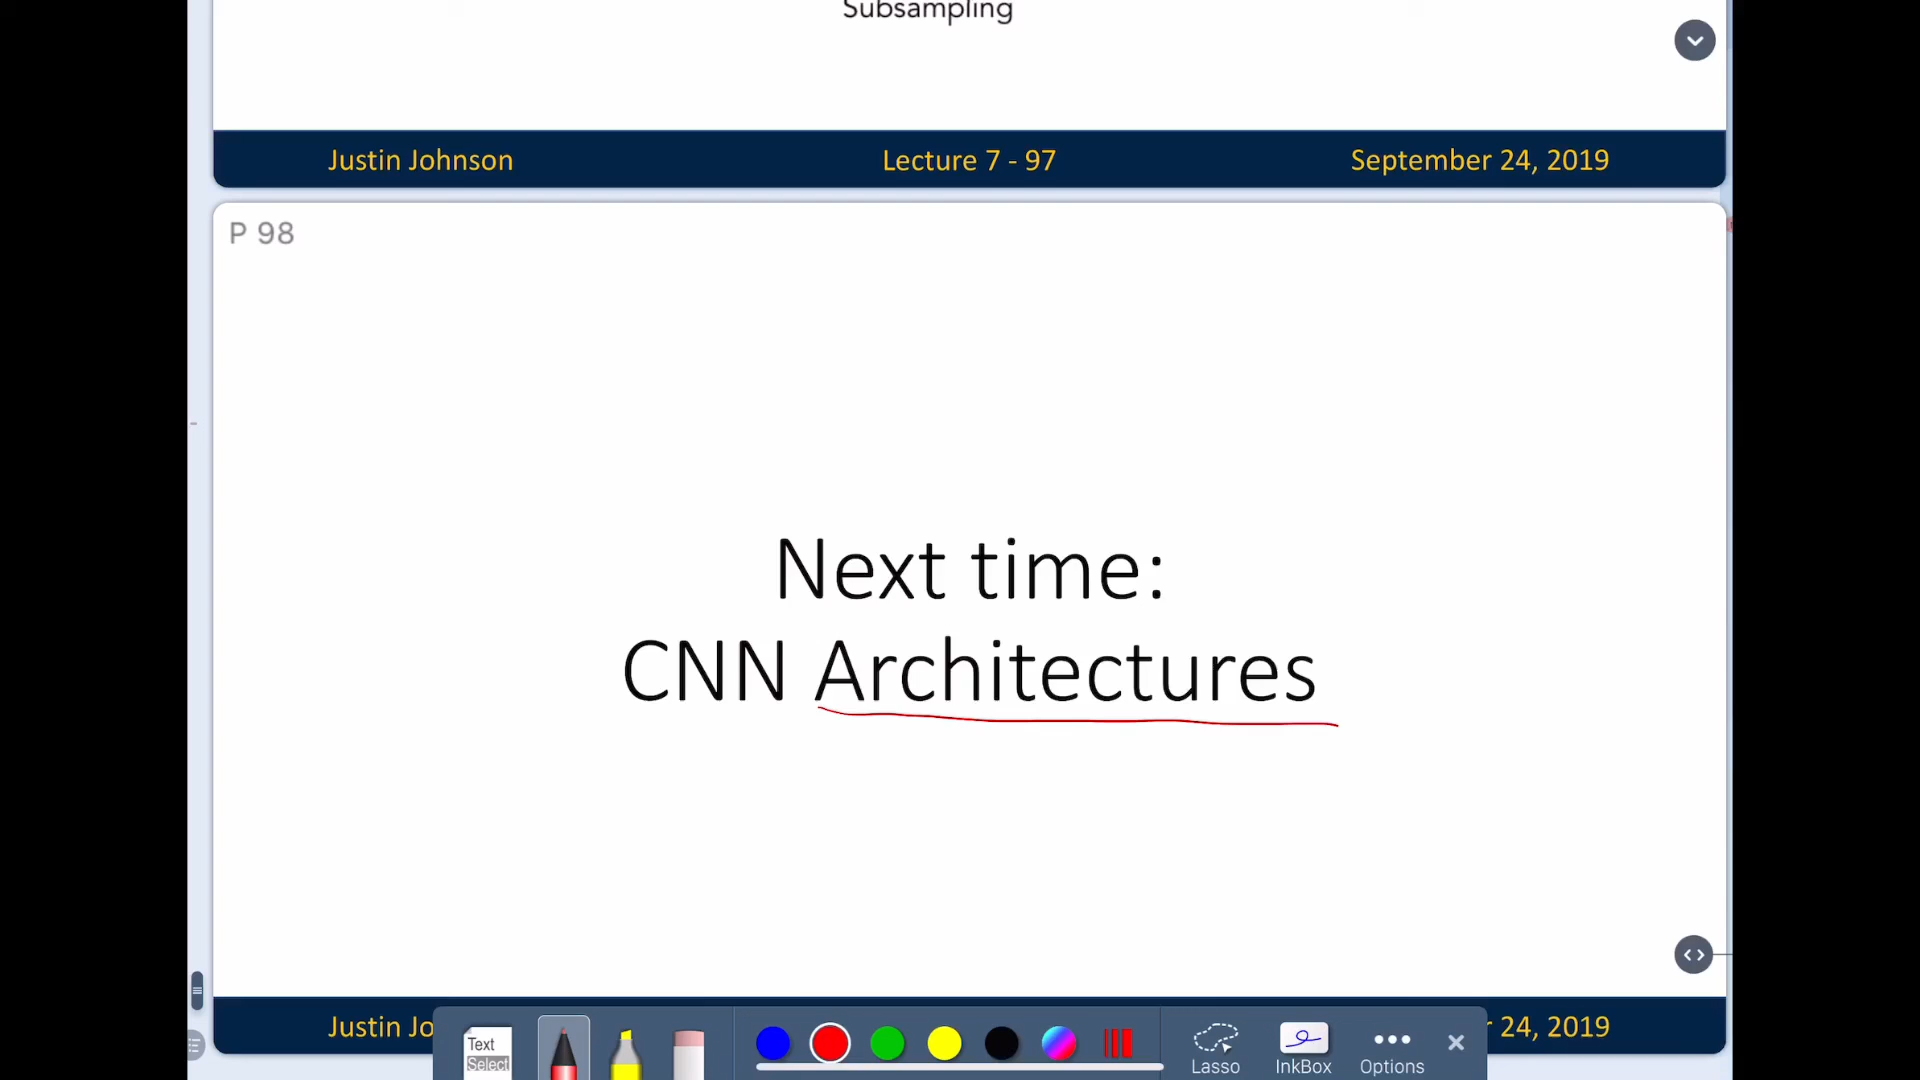 Subsampling
Justin Johnson
Lecture 7 - 97
September 24, 2019
P 98
Next time:
CNN Architectures
Justin Jo
r 24, 2019
Text
Select
Lasso
InkBox
Options